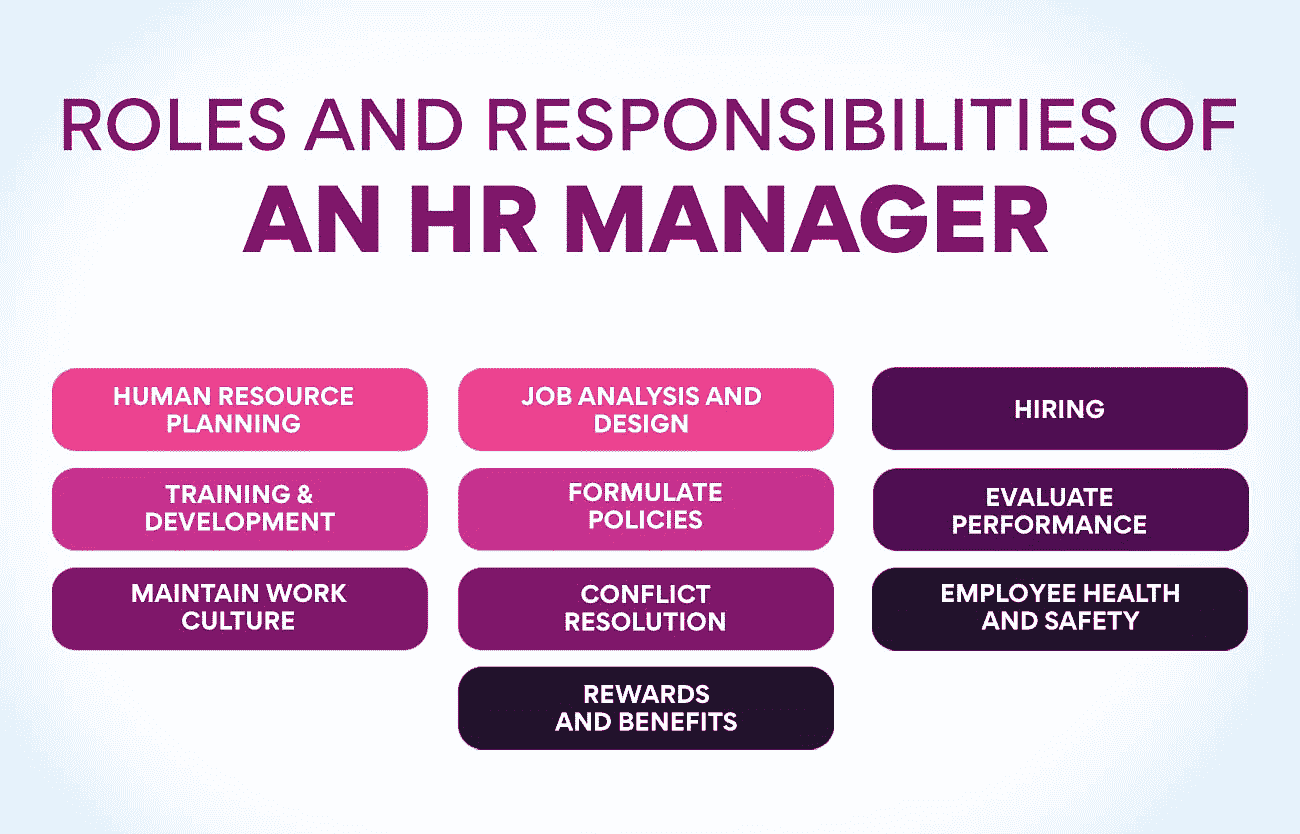 ROLES AND RESPONSIBILITIES OF
AN HR MANAGER
HUMAN RESOURCE
PLANNING
JOB ANALYSIS AND
DESIGN
HIRING
TRAINING &
DEVELOPMENT
FORMULATE
POLICIES
EVALUATE
PERFORMANCE
MAINTAIN WORK
CULTURE
CONFLICT
RESOLUTION
EMPLOYEE HEALTH
AND SAFETY
REWARDS
AND BENEFITS